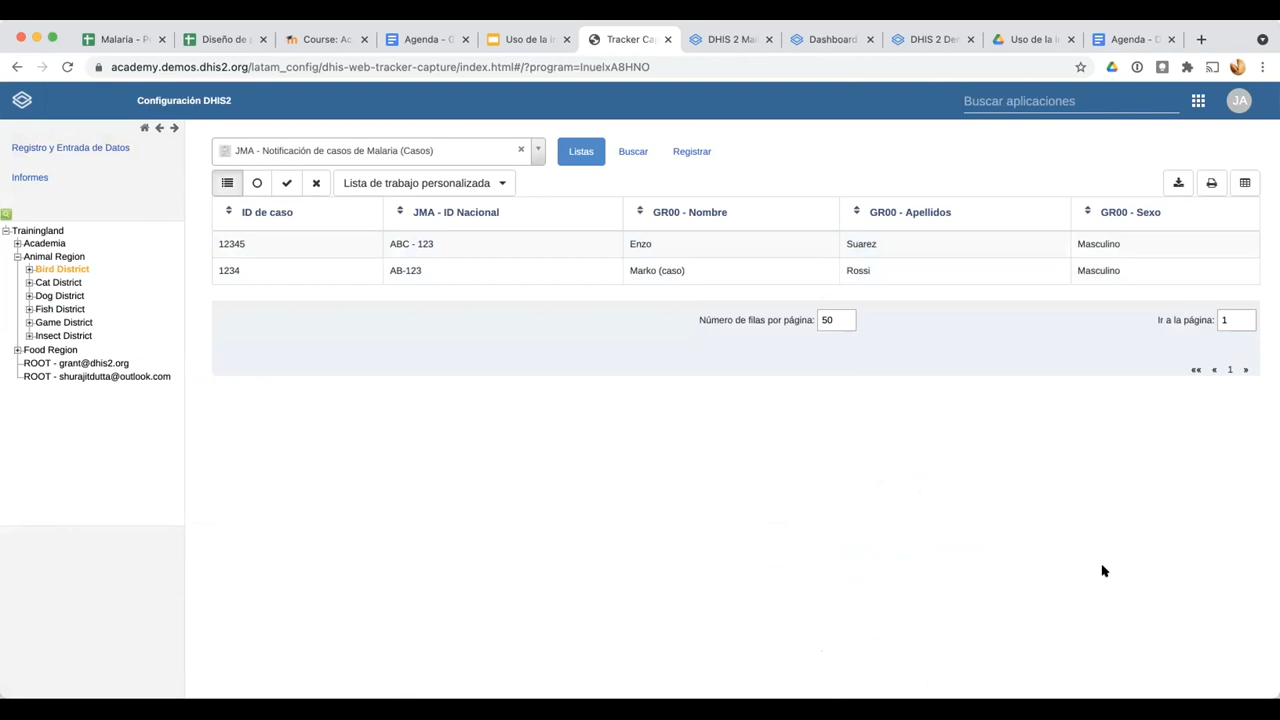 Malaria - P
Diseño de
Course: Ac
Agenda - G
Uso de la in
Tracker Ca
DHIS 2 Mal
Dashboard
DHIS 2 Der
Uso de la in
Agenda - D
academy.demos.dhis2.org/latam_config/dhis-web-tracker-capture/index.html#/?program=InuelxA8HNO
Configuración DHIS2
Buscar aplicaciones
JA
Registro y Entrada de Datos
Informes
Trainingland
Academia
Animal Region
Bird District
Cat District
Dog District
Fish District
Game District
Insect District
Food Region
ROOT - grant@dhis2.org
ROOT - shurajitdutta@outlook.com
JMA - Notificación de casos de Malaria (Casos)
Listas
Buscar
Registrar
Lista de trabajo personalizada
ID de caso JMA - ID Nacional GR00 - Nombre GR00 - Apellidos GR00 - Sexo
12345 ABC - 123 Enzo Suarez Masculino
1234 AB-123 Marko (caso) Rossi Masculino
Número de filas por página: 50
Ir a la página: 1
«« « 1 »